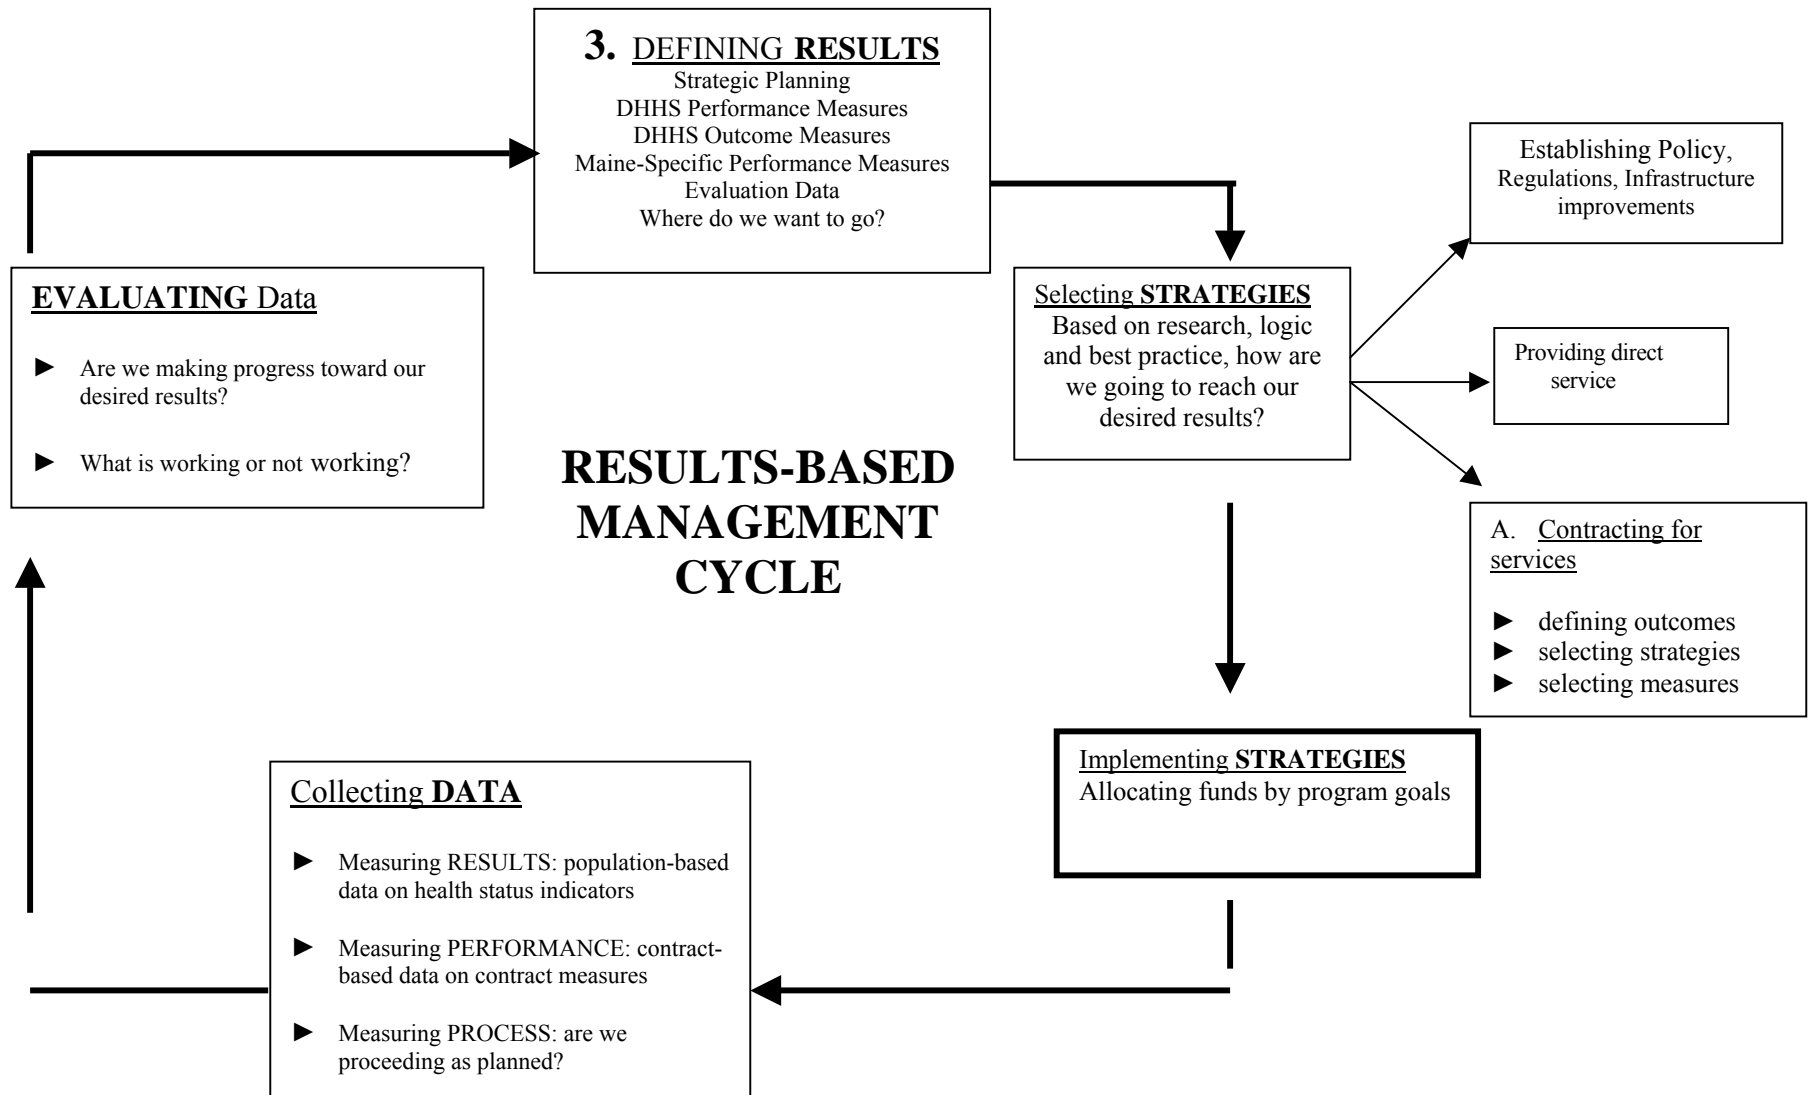 3. DEFINING RESULTS
Strategic Planning
DHHS Performance Measures
DHHS Outcome Measures
Maine-Specific Performance Measures
Evaluation Data
Where do we want to go?
Establishing Policy,
Regulations, Infrastructure
improvements
EVALUATING Data
► Are we making progress toward our
desired results?
► What is working or not working?
Selecting STRATEGIES
Based on research, logic
and best practice, how are
we going to reach our
desired results?
Providing direct
service
RESULTS-BASED
MANAGEMENT
CYCLE
A. Contracting for
services
► defining outcomes
► selecting strategies
► selecting measures
Implementing STRATEGIES
Allocating funds by program goals
Collecting DATA
► Measuring RESULTS: population-based
data on health status indicators
► Measuring PERFORMANCE: contract-
based data on contract measures
► Measuring PROCESS: are we
proceeding as planned?